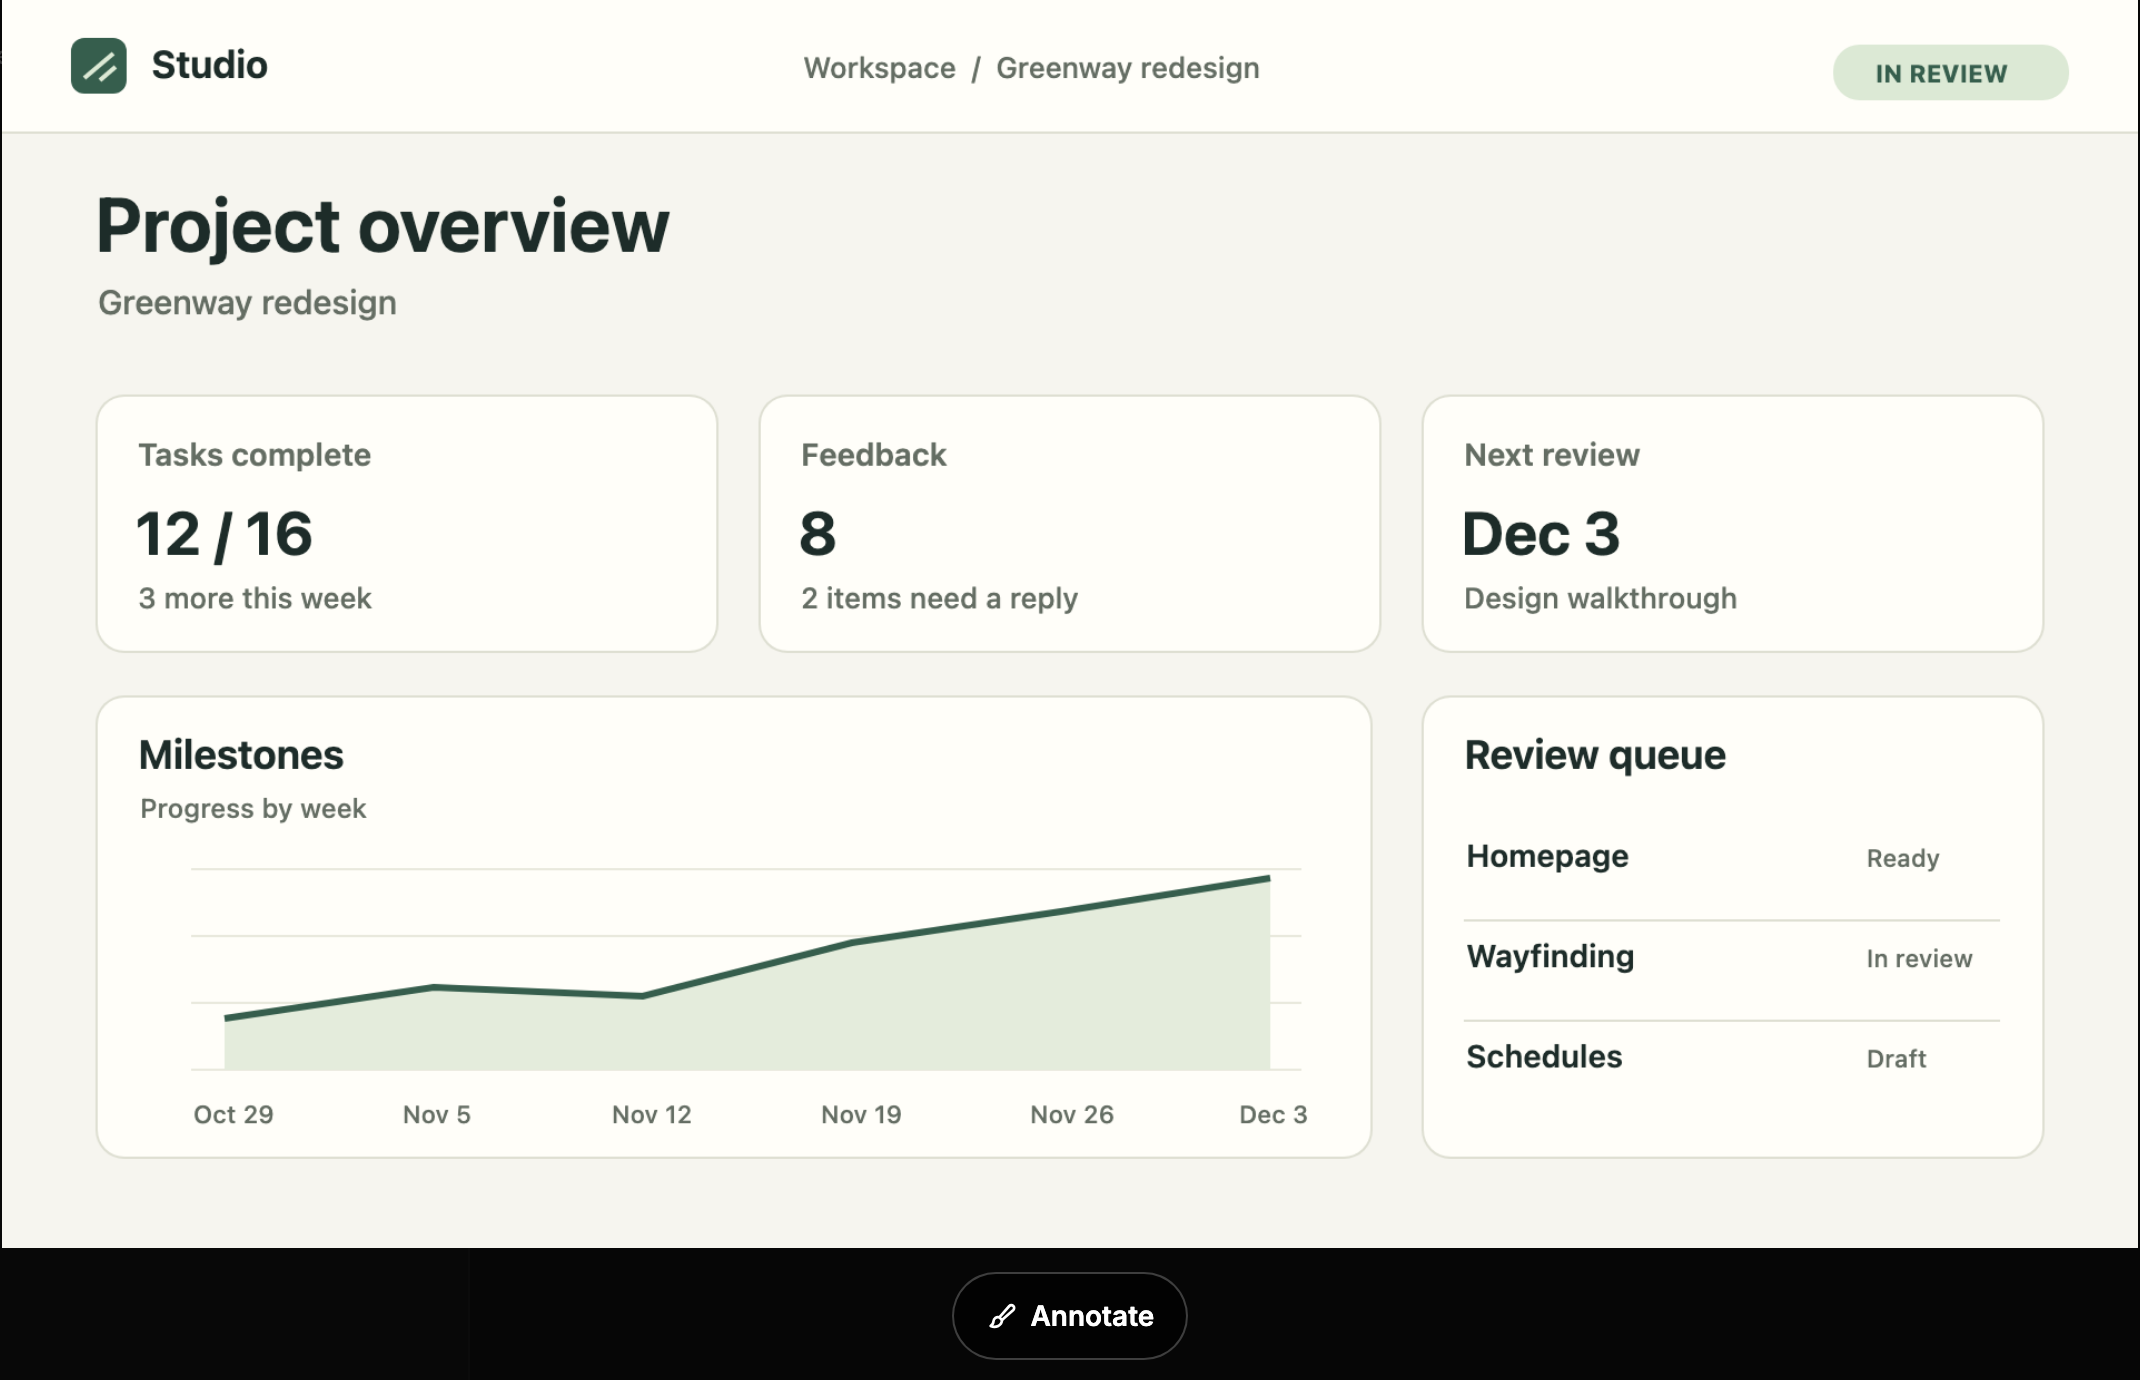 Studio
Workspace / Greenway redesign
IN REVIEW
Project overview
Greenway redesign
Tasks complete
12 / 16
3 more this week
Feedback
8
2 items need a reply
Next review
Dec 3
Design walkthrough
Milestones
Progress by week
Oct 29
Nov 5
Nov 12
Nov 19
Nov 26
Dec 3
Review queue
Homepage Ready
Wayfinding In review
Schedules Draft
Annotate